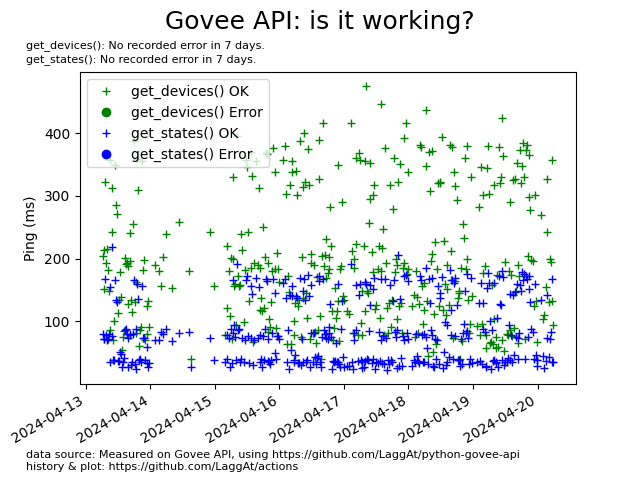 Govee API: is it working?
get_devices(): No recorded error in 7 days.
get_states(): No recorded error in 7 days.
get_devices() OK
get_devices() Error
get_states() OK
get_states() Error
Ping (ms)
400
300
200
100
2024-04-13
2024-04-14
2024-04-15
2024-04-16
2024-04-17
2024-04-18
2024-04-19
2024-04-20
data source: Measured on Govee API, using https://github.com/LaggAt/python-govee-api
history & plot: https://github.com/LaggAt/actions